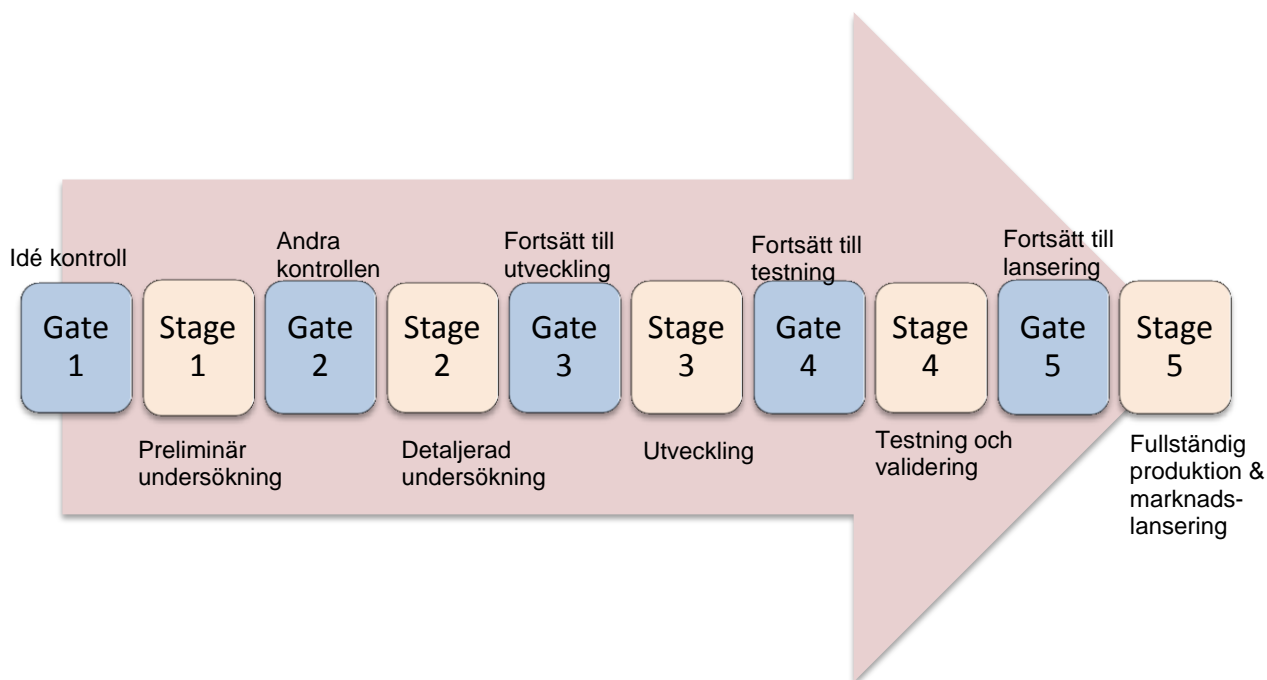 Idé kontroll
Andra
kontrollen
Fortsätt till
utveckling
Fortsätt till
testning
Fortsätt till
lansering
Gate
1
Stage
1
Gate
2
Stage
2
Gate
3
Stage
3
Gate
4
Stage
4
Gate
5
Stage
5
Preliminär
undersökning
Detaljerad
undersökning
Utveckling
Testning och
validering
Fullständig
produktion &
marknads-
lansering